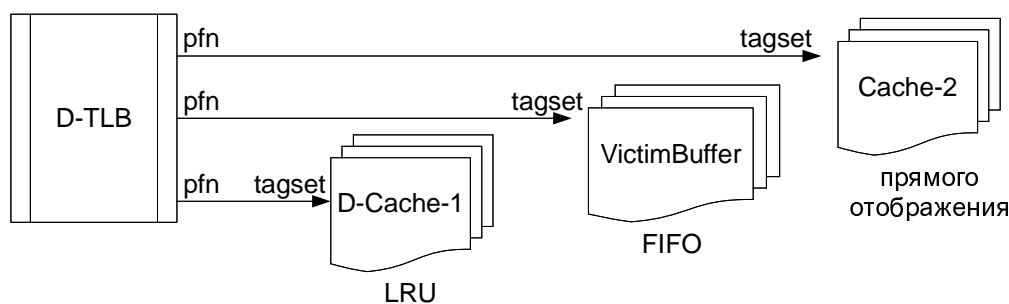 pfn tagset
Cache-2
D-TLB
pfn tagset
VictimBuffer
pfn tagset
D-Cache-1
прямого
отображения
FIFO
LRU